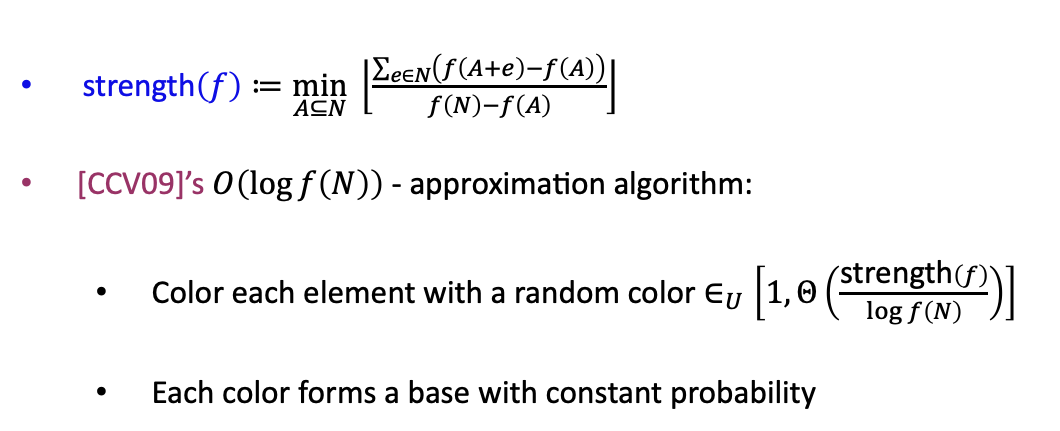 • strength(f) ≔ min_{A⊆N} ⌊ (Σ_{e∈N}(f(A+e)−f(A))) / (f(N)−f(A)) ⌋
• [CCV09]’s O(log f(N)) - approximation algorithm:
• Color each element with a random color ∈_U [1, Θ(strength(f) / log f(N))]
• Each color forms a base with constant probability